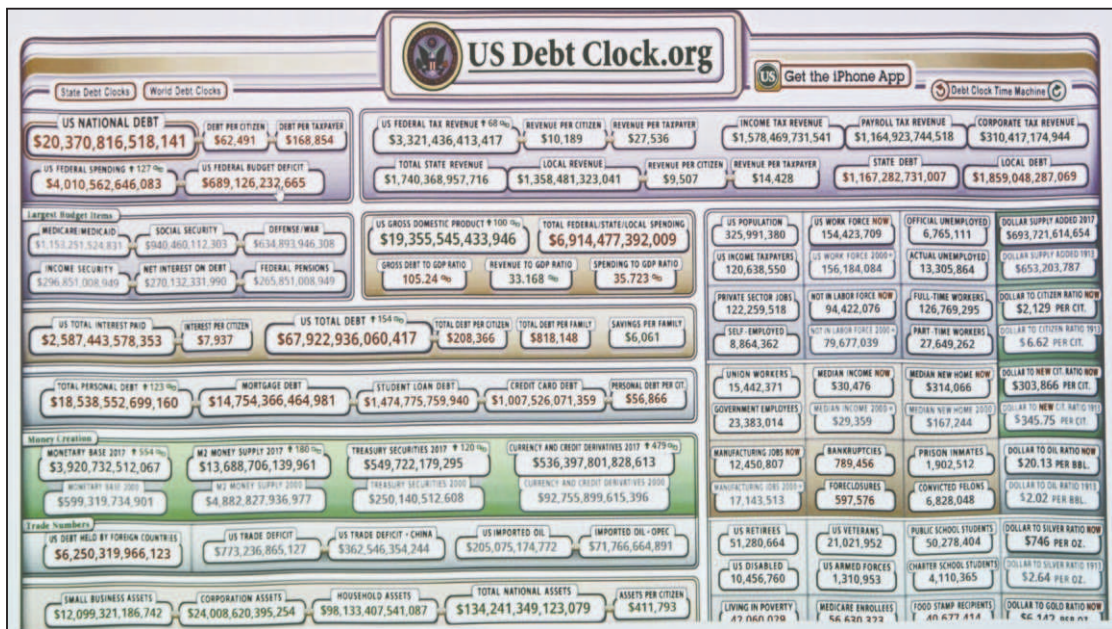 US Debt Clock.org
State Debt Clocks World Debt Clocks
US Get the iPhone App
Debt Clock Time Machine
US NATIONAL DEBT
$20,370,816,518,141
DEBT PER CITIZEN
$62,491
DEBT PER TAXPAYER
$168,854
US FEDERAL SPENDING ↑127%
$4,010,562,646,083
US FEDERAL BUDGET DEFICIT
$689,126,232,665
US FEDERAL TAX REVENUE ↑68%
$3,321,436,413,417
REVENUE PER CITIZEN
$10,189
REVENUE PER TAXPAYER
$27,536
INCOME TAX REVENUE
$1,578,469,731,541
PAYROLL TAX REVENUE
$1,164,923,744,518
CORPORATE TAX REVENUE
$310,417,174,944
TOTAL STATE REVENUE
$1,740,368,957,716
LOCAL REVENUE
$1,358,481,323,041
REVENUE PER CITIZEN
$9,507
REVENUE PER TAXPAYER
$14,428
STATE DEBT
$1,167,282,731,007
LOCAL DEBT
$1,859,048,287,069
Largest Budget Items
MEDICARE/MEDICAID
$1,153,251,524,831
SOCIAL SECURITY
$940,460,112,303
DEFENSE/WAR
$634,893,946,308
INCOME SECURITY
$296,851,008,949
NET INTEREST ON DEBT
$270,132,331,990
FEDERAL PENSIONS
$265,851,008,949
US GROSS DOMESTIC PRODUCT ↑100%
$19,355,545,433,946
TOTAL FEDERAL/STATE/LOCAL SPENDING
$6,914,477,392,009
GROSS DEBT TO GDP RATIO
105.24 %
REVENUE TO GDP RATIO
33.168 %
SPENDING TO GDP RATIO
35.723 %
US TOTAL INTEREST PAID
$2,587,443,578,353
INTEREST PER CITIZEN
$7,937
US TOTAL DEBT ↑154%
$67,922,936,060,417
TOTAL DEBT PER CITIZEN
$208,366
TOTAL DEBT PER FAMILY
$818,148
SAVINGS PER FAMILY
$6,061
TOTAL PERSONAL DEBT ↑123%
$18,538,552,699,160
MORTGAGE DEBT
$14,754,366,464,981
STUDENT LOAN DEBT
$1,474,775,759,940
CREDIT CARD DEBT
$1,007,526,071,359
PERSONAL DEBT PER CIT.
$56,866
Money Creation
MONETARY BASE 2017 ↑554%
$3,920,732,512,067
M2 MONEY SUPPLY 2017 ↑180%
$13,688,706,139,961
TREASURY SECURITIES 2017 ↑120%
$549,722,179,295
CURRENCY AND CREDIT DERIVATIVES 2017 ↑479%
$536,397,801,828,613
MONETARY BASE 2000
$599,319,734,901
M2 MONEY SUPPLY 2000
$4,882,827,936,977
TREASURY SECURITIES 2000
$250,140,512,608
CURRENCY AND CREDIT DERIVATIVES 2000
$92,755,899,615,396
Trade Numbers
US DEBT HELD BY FOREIGN COUNTRIES
$6,250,319,966,123
US TRADE DEFICIT
$773,236,865,127
US TRADE DEFICIT - CHINA
$362,546,354,244
US IMPORTED OIL
$205,075,174,772
IMPORTED OIL - OPEC
$71,766,664,891
SMALL BUSINESS ASSETS
$12,099,321,186,742
CORPORATION ASSETS
$24,008,620,395,254
HOUSEHOLD ASSETS
$98,133,407,541,087
TOTAL NATIONAL ASSETS
$134,241,349,123,079
ASSETS PER CITIZEN
$411,793
US POPULATION
325,991,380
US WORK FORCE NOW
154,423,709
OFFICIAL UNEMPLOYED
6,765,111
DOLLAR SUPPLY ADDED 2017
$693,721,614,654
US INCOME TAXPAYERS
120,638,550
US WORK FORCE 2000
156,184,084
ACTUAL UNEMPLOYED
13,305,864
DOLLAR SUPPLY ADDED 1913
$653,203,787
PRIVATE SECTOR JOBS
122,259,518
NOT IN LABOR FORCE NOW
94,422,076
FULL-TIME WORKERS
126,769,295
DOLLAR TO CITIZEN RATIO NOW
$2,129 PER CIT.
SELF-EMPLOYED
8,864,362
NOT IN LABOR FORCE 2000
79,677,039
PART-TIME WORKERS
27,649,262
DOLLAR TO CITIZEN RATIO 1913
$6.62 PER CIT.
UNION WORKERS
15,442,371
MEDIAN INCOME NOW
$30,476
MEDIAN NEW HOME NOW
$314,066
DOLLAR TO NEW CIT. RATIO NOW
$303,866 PER CIT.
GOVERNMENT EMPLOYEES
23,383,014
MEDIAN INCOME 2000
$29,359
MEDIAN NEW HOME 2000
$167,244
DOLLAR TO NEW CIT. RATIO 1913
$345.75 PER CIT.
MANUFACTURING JOBS NOW
12,450,807
BANKRUPTCIES
789,456
PRISON INMATES
1,902,512
DOLLAR TO OIL RATIO NOW
$20.13 PER BBL.
MANUFACTURING JOBS 2000
17,143,513
FORECLOSURES
597,576
CONVICTED FELONS
6,828,048
DOLLAR TO OIL RATIO 1913
$2.02 PER BBL.
US RETIREES
51,280,664
US VETERANS
21,021,952
PUBLIC SCHOOL STUDENTS
50,278,404
DOLLAR TO SILVER RATIO NOW
$746 PER OZ.
US DISABLED
10,456,760
US ARMED FORCES
1,310,953
CHARTER SCHOOL STUDENTS
4,110,365
DOLLAR TO SILVER RATIO 1913
$2.64 PER OZ.
LIVING IN POVERTY
MEDICARE ENROLLEES
FOOD STAMP RECIPIENTS
DOLLAR TO GOLD RATIO NOW